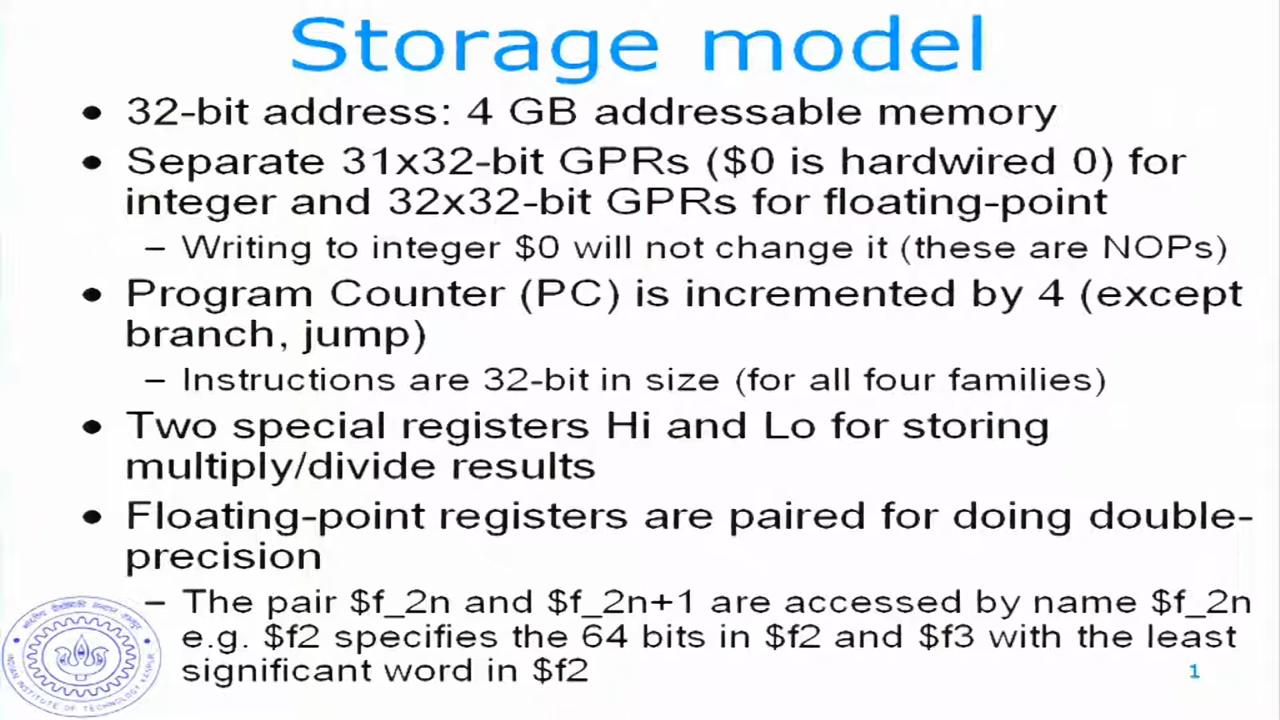 Storage model
• 32-bit address: 4 GB addressable memory
• Separate 31x32-bit GPRs ($0 is hardwired 0) for
integer and 32x32-bit GPRs for floating-point
– Writing to integer $0 will not change it (these are NOPs)
• Program Counter (PC) is incremented by 4 (except
branch, jump)
– Instructions are 32-bit in size (for all four families)
• Two special registers Hi and Lo for storing
multiply/divide results
• Floating-point registers are paired for doing double-
precision
– The pair $f_2n and $f_2n+1 are accessed by name $f_2n
e.g. $f2 specifies the 64 bits in $f2 and $f3 with the least
significant word in $f2
INDIAN INSTITUTE OF TECHNOLOGY KANPUR
1